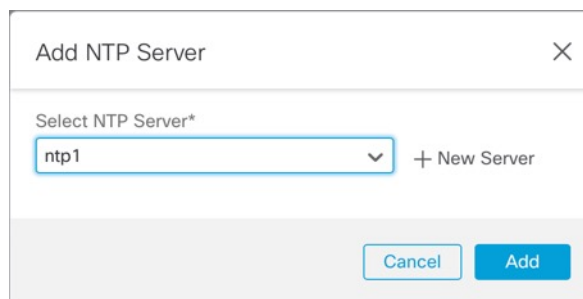 Add NTP Server
Select NTP Server*
ntp1
+ New Server
Cancel
Add